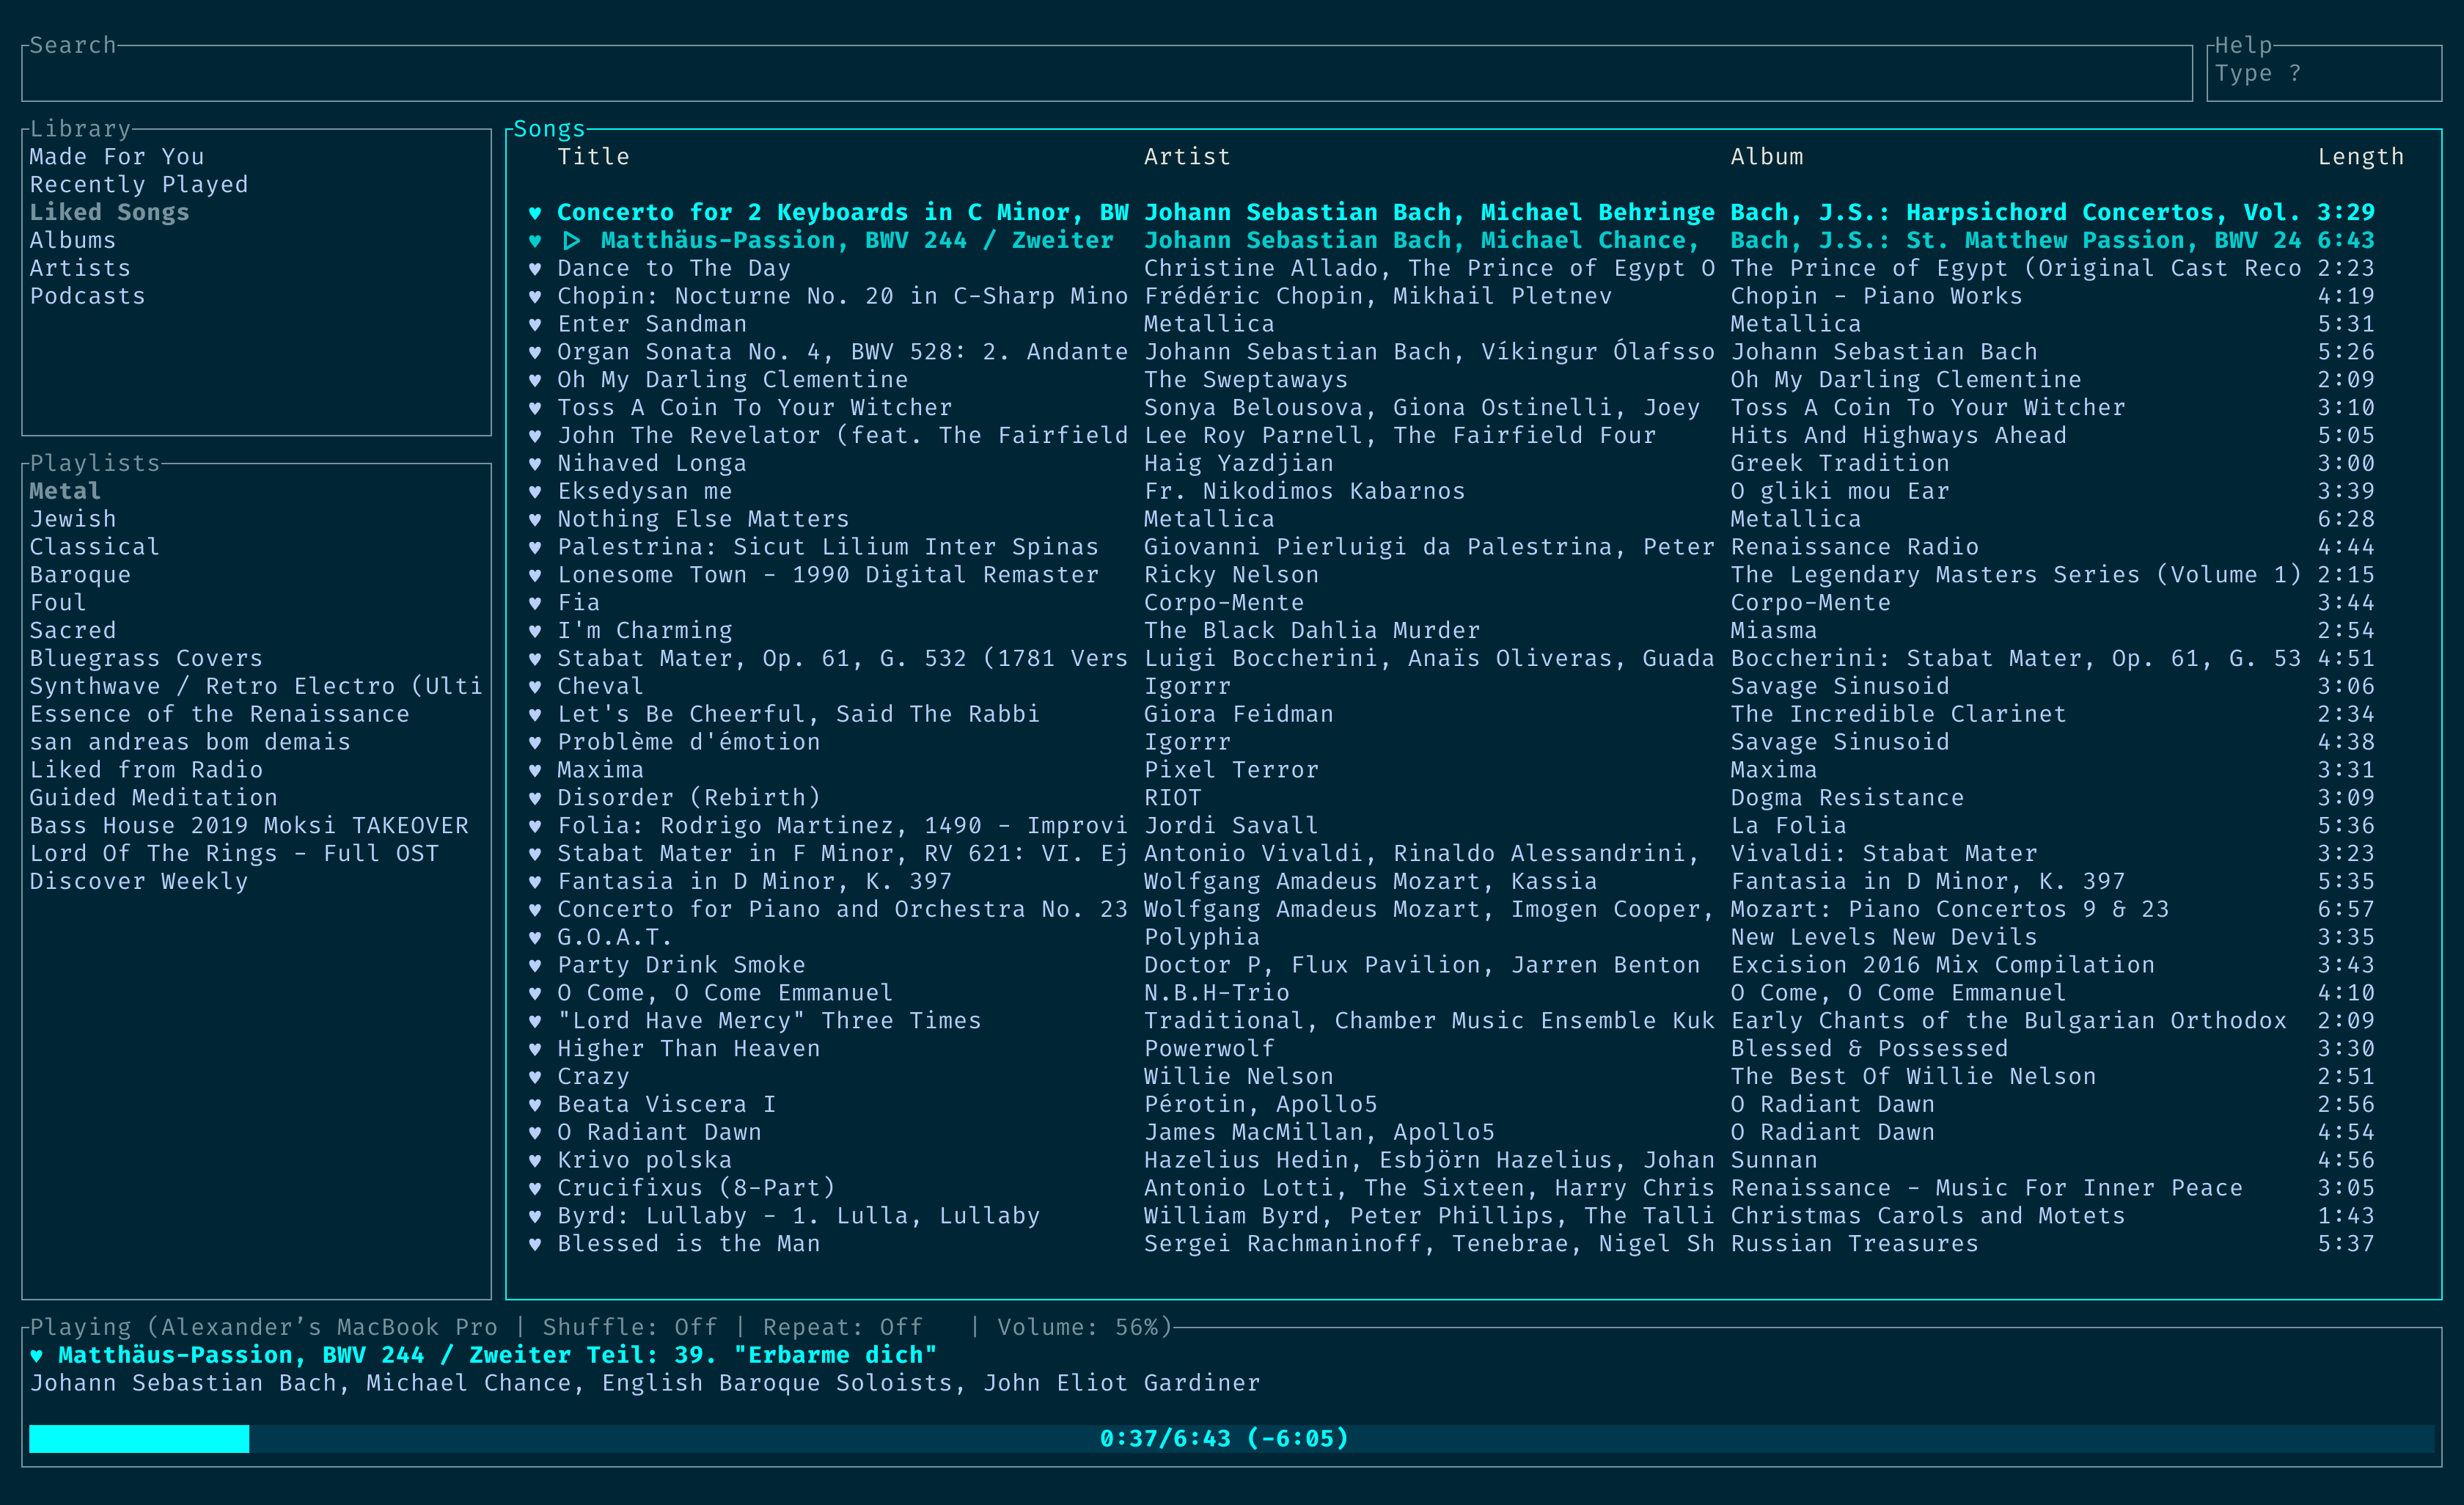 Search
Help
Type ?
Library
Made For You
Recently Played
Liked Songs
Albums
Artists
Podcasts
Playlists
Metal
Jewish
Classical
Baroque
Foul
Sacred
Bluegrass Covers
Synthwave / Retro Electro (Ulti
Essence of the Renaissance
san andreas bom demais
Liked from Radio
Guided Meditation
Bass House 2019 Moksi TAKEOVER
Lord Of The Rings - Full OST
Discover Weekly
Songs
Title Artist Album Length
♥ Concerto for 2 Keyboards in C Minor, BW Johann Sebastian Bach, Michael Behringe Bach, J.S.: Harpsichord Concertos, Vol. 3:29
♥ ▷ Matthäus-Passion, BWV 244 / Zweiter Johann Sebastian Bach, Michael Chance, Bach, J.S.: St. Matthew Passion, BWV 24 6:43
♥ Dance to The Day Christine Allado, The Prince of Egypt O The Prince of Egypt (Original Cast Reco 2:23
♥ Chopin: Nocturne No. 20 in C-Sharp Mino Frédéric Chopin, Mikhail Pletnev Chopin - Piano Works 4:19
♥ Enter Sandman Metallica Metallica 5:31
♥ Organ Sonata No. 4, BWV 528: 2. Andante Johann Sebastian Bach, Víkingur Ólafsso Johann Sebastian Bach 5:26
♥ Oh My Darling Clementine The Sweptaways Oh My Darling Clementine 2:09
♥ Toss A Coin To Your Witcher Sonya Belousova, Giona Ostinelli, Joey Toss A Coin To Your Witcher 3:10
♥ John The Revelator (feat. The Fairfield Lee Roy Parnell, The Fairfield Four Hits And Highways Ahead 5:05
♥ Nihaved Longa Haig Yazdjian Greek Tradition 3:00
♥ Eksedysan me Fr. Nikodimos Kabarnos O gliki mou Ear 3:39
♥ Nothing Else Matters Metallica Metallica 6:28
♥ Palestrina: Sicut Lilium Inter Spinas Giovanni Pierluigi da Palestrina, Peter Renaissance Radio 4:44
♥ Lonesome Town - 1990 Digital Remaster Ricky Nelson The Legendary Masters Series (Volume 1) 2:15
♥ Fia Corpo-Mente Corpo-Mente 3:44
♥ I'm Charming The Black Dahlia Murder Miasma 2:54
♥ Stabat Mater, Op. 61, G. 532 (1781 Vers Luigi Boccherini, Anaïs Oliveras, Guada Boccherini: Stabat Mater, Op. 61, G. 53 4:51
♥ Cheval Igorrr Savage Sinusoid 3:06
♥ Let's Be Cheerful, Said The Rabbi Giora Feidman The Incredible Clarinet 2:34
♥ Problème d'émotion Igorrr Savage Sinusoid 4:38
♥ Maxima Pixel Terror Maxima 3:31
♥ Disorder (Rebirth) RIOT Dogma Resistance 3:09
♥ Folia: Rodrigo Martinez, 1490 - Improvi Jordi Savall La Folia 5:36
♥ Stabat Mater in F Minor, RV 621: VI. Ej Antonio Vivaldi, Rinaldo Alessandrini, Vivaldi: Stabat Mater 3:23
♥ Fantasia in D Minor, K. 397 Wolfgang Amadeus Mozart, Kassia Fantasia in D Minor, K. 397 5:35
♥ Concerto for Piano and Orchestra No. 23 Wolfgang Amadeus Mozart, Imogen Cooper, Mozart: Piano Concertos 9 & 23 6:57
♥ G.O.A.T. Polyphia New Levels New Devils 3:35
♥ Party Drink Smoke Doctor P, Flux Pavilion, Jarren Benton Excision 2016 Mix Compilation 3:43
♥ O Come, O Come Emmanuel N.B.H-Trio O Come, O Come Emmanuel 4:10
♥ "Lord Have Mercy" Three Times Traditional, Chamber Music Ensemble Kuk Early Chants of the Bulgarian Orthodox 2:09
♥ Higher Than Heaven Powerwolf Blessed & Possessed 3:30
♥ Crazy Willie Nelson The Best Of Willie Nelson 2:51
♥ Beata Viscera I Pérotin, Apollo5 O Radiant Dawn 2:56
♥ O Radiant Dawn James MacMillan, Apollo5 O Radiant Dawn 4:54
♥ Krivo polska Hazelius Hedin, Esbjörn Hazelius, Johan Sunnan 4:56
♥ Crucifixus (8-Part) Antonio Lotti, The Sixteen, Harry Chris Renaissance - Music For Inner Peace 3:05
♥ Byrd: Lullaby - 1. Lulla, Lullaby William Byrd, Peter Phillips, The Talli Christmas Carols and Motets 1:43
♥ Blessed is the Man Sergei Rachmaninoff, Tenebrae, Nigel Sh Russian Treasures 5:37
Playing (Alexander’s MacBook Pro | Shuffle: Off | Repeat: Off | Volume: 56%)
♥ Matthäus-Passion, BWV 244 / Zweiter Teil: 39. "Erbarme dich"
Johann Sebastian Bach, Michael Chance, English Baroque Soloists, John Eliot Gardiner
0:37/6:43 (-6:05)